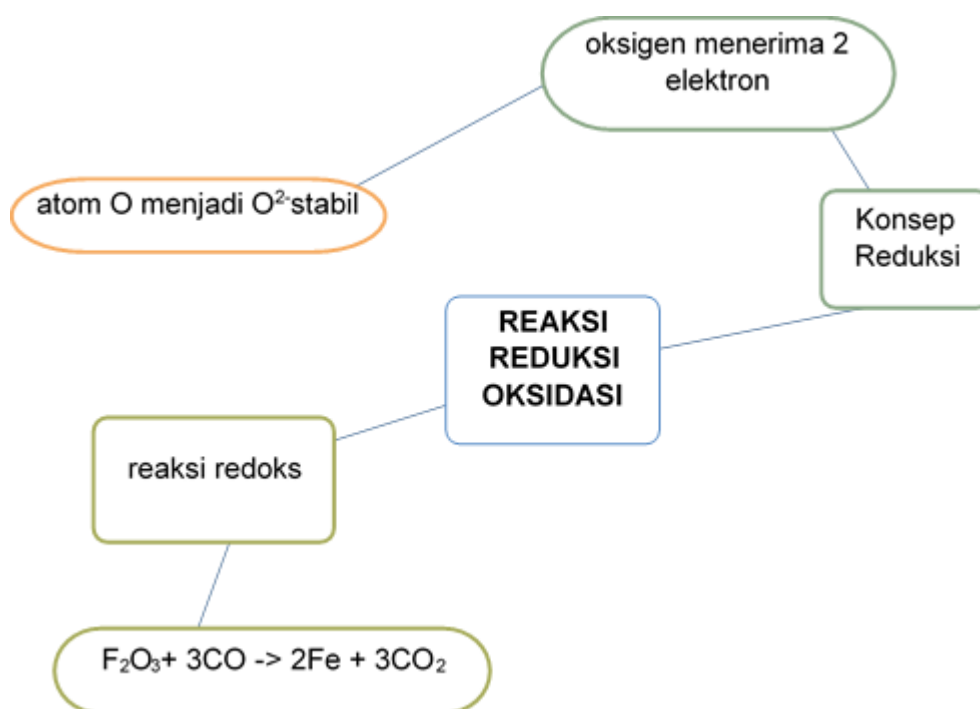 oksigen menerima 2
elektron
atom O menjadi O²⁻stabil
Konsep
Reduksi
REAKSI
REDUKSI
OKSIDASI
reaksi redoks
F₂O₃+ 3CO -> 2Fe + 3CO₂